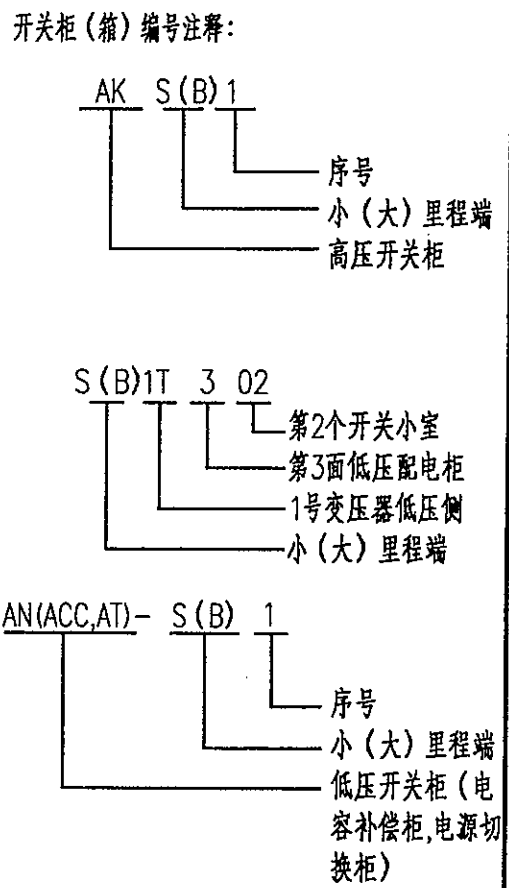 开关柜（箱）编号注释：
AK S(B)1
序号
小（大）里程端
高压开关柜
S(B)1T 3 02
第2个开关小室
第3面低压配电柜
1号变压器低压侧
小（大）里程端
AN(ACC,AT)- S(B) 1
序号
小（大）里程端
低压开关柜（电
容补偿柜,电源切
换柜）